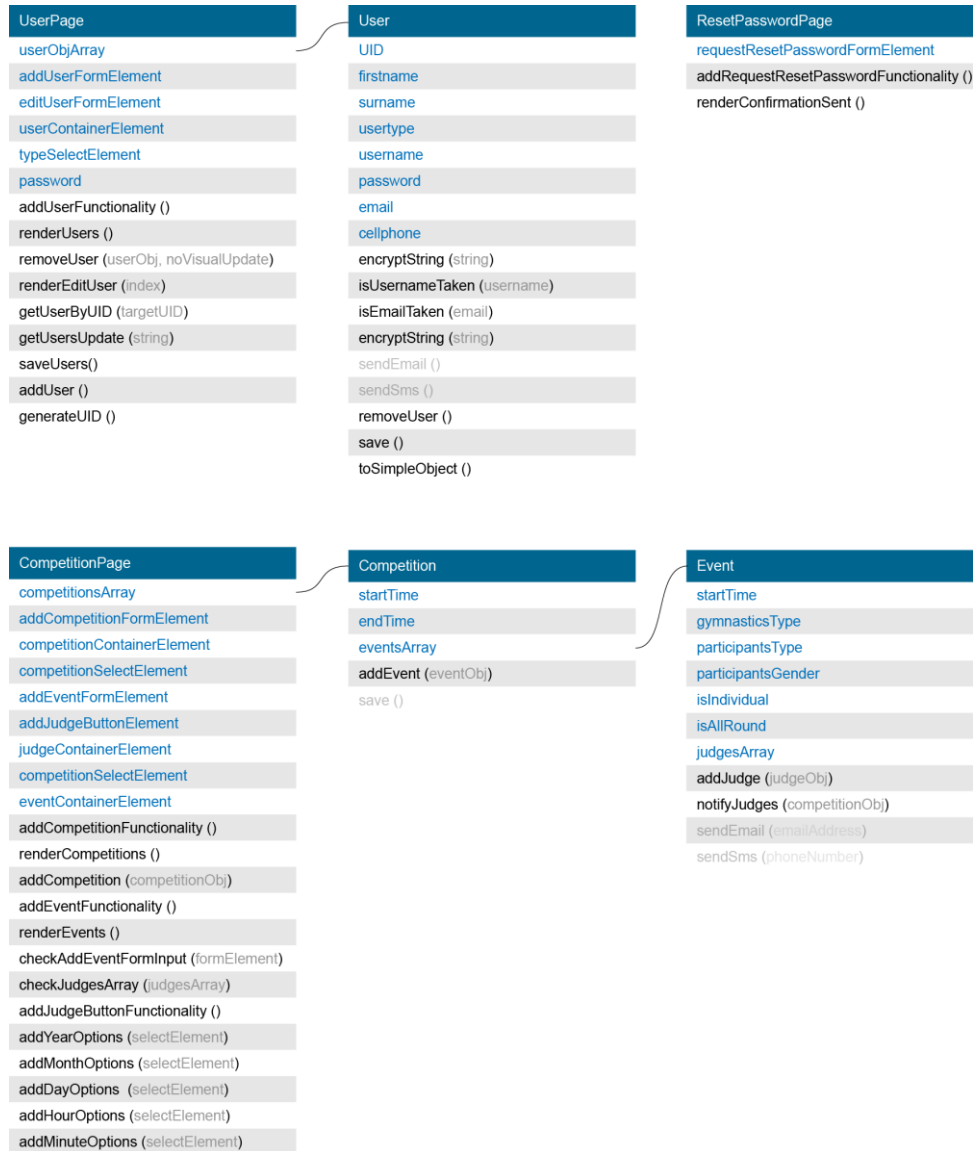 UserPage
userObjArray
addUserFormElement
editUserFormElement
userContainerElement
typeSelectElement
password
addUserFunctionality ()
renderUsers ()
removeUser (userObj, noVisualUpdate)
renderEditUser (index)
getUserByUID (targetUID)
getUsersUpdate (string)
saveUsers()
addUser ()
generateUID ()
User
UID
firstname
surname
usertype
username
password
email
cellphone
encryptString (string)
isUsernameTaken (username)
isEmailTaken (email)
encryptString (string)
sendEmail ()
sendSms ()
removeUser ()
save ()
toSimpleObject ()
ResetPasswordPage
requestResetPasswordFormElement
addRequestResetPasswordFunctionality ()
renderConfirmationSent ()
CompetitionPage
competitionsArray
addCompetitionFormElement
competitionContainerElement
competitionSelectElement
addEventFormElement
addJudgeButtonElement
judgeContainerElement
competitionSelectElement
eventContainerElement
addCompetitionFunctionality ()
renderCompetitions ()
addCompetition (competitionObj)
addEventFunctionality ()
renderEvents ()
checkAddEventFormInput (formElement)
checkJudgesArray (judgesArray)
addJudgeButtonFunctionality ()
addYearOptions (selectElement)
addMonthOptions (selectElement)
addDayOptions (selectElement)
addHourOptions (selectElement)
addMinuteOptions (selectElement)
Competition
startTime
endTime
eventsArray
addEvent (eventObj)
save ()
Event
startTime
gymnasticsType
participantsType
participantsGender
isIndividual
isAllRound
judgesArray
addJudge (judgeObj)
notifyJudges (competitionObj)
sendEmail (emailAddress)
sendSms (phoneNumber)